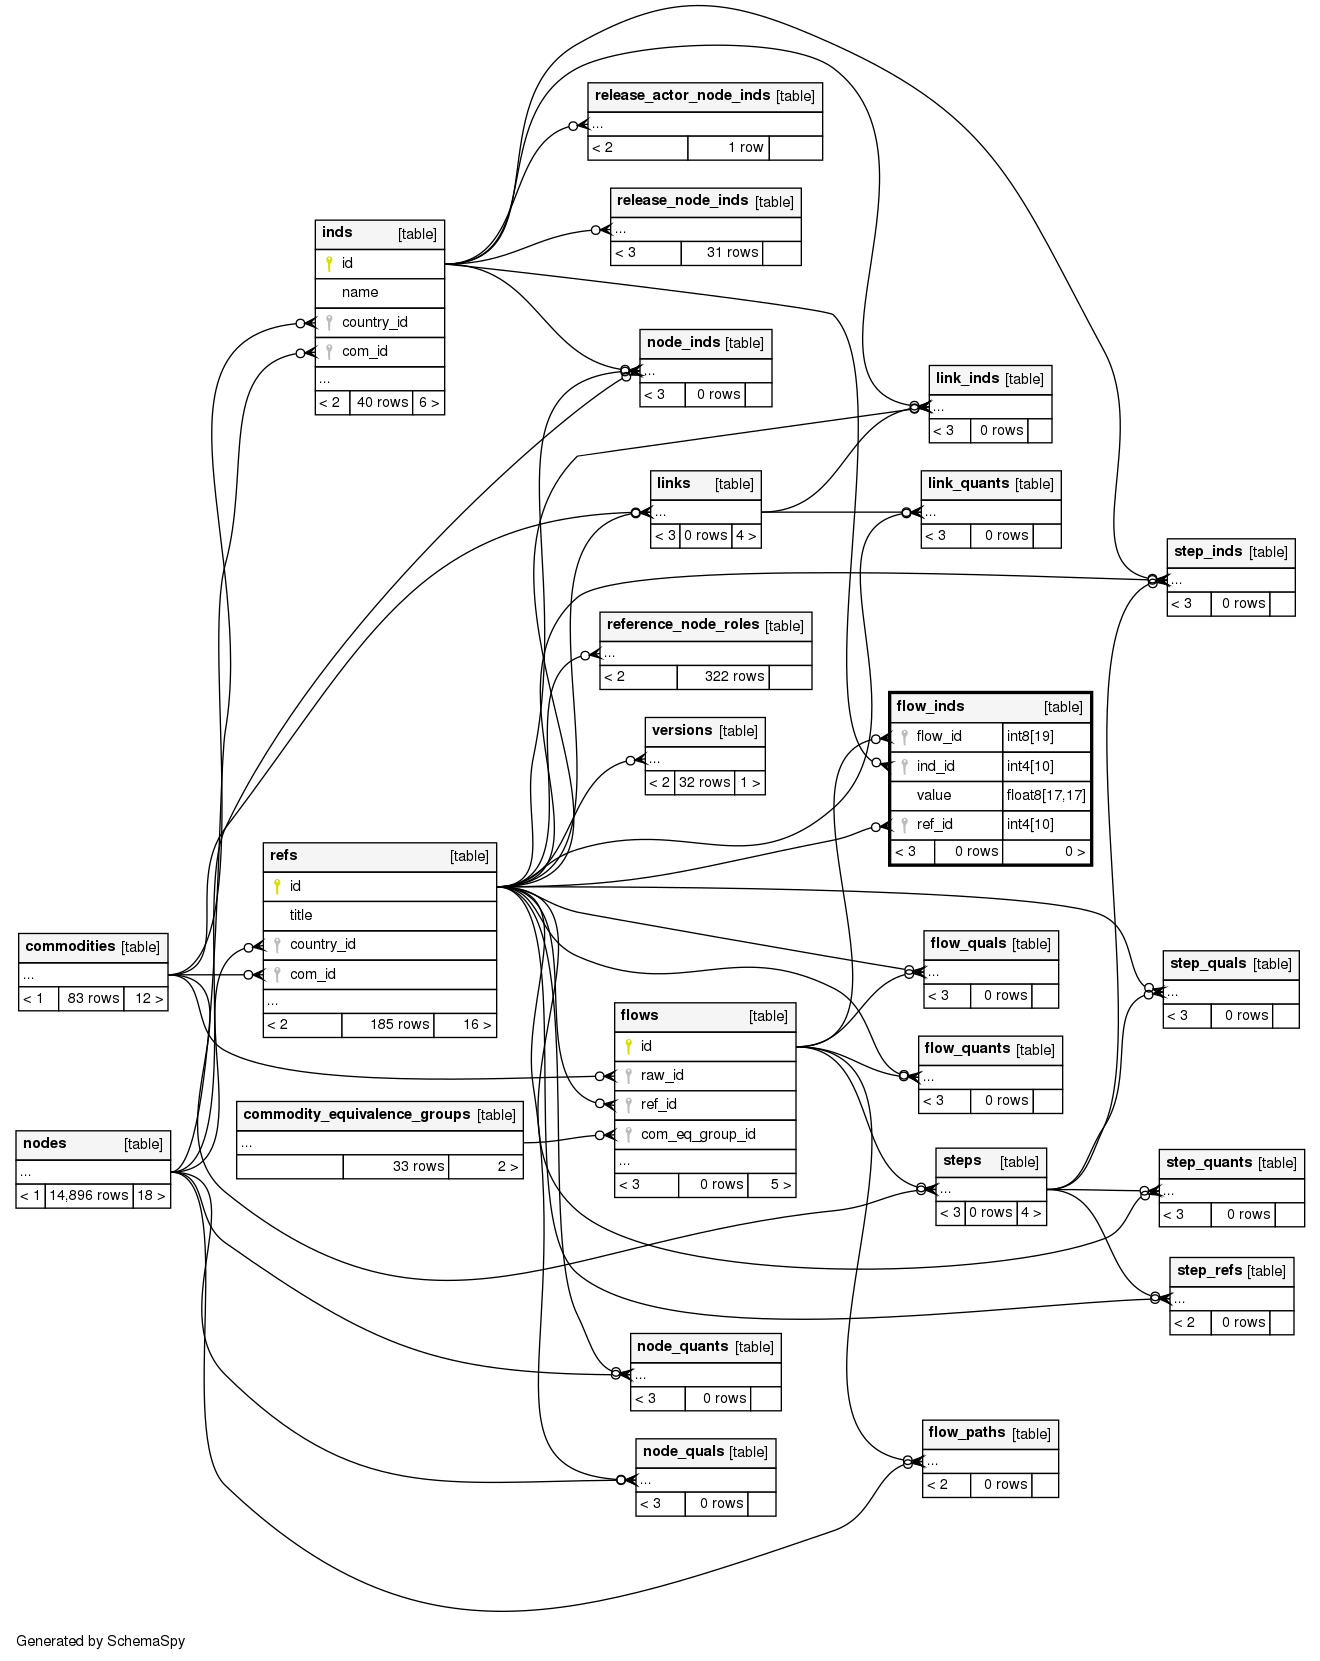 release_actor_node_inds [table]
...
< 2 1 row
release_node_inds [table]
...
< 3 31 rows
inds [table]
id
name
country_id
com_id
...
< 2 40 rows 6 >
node_inds [table]
...
< 3 0 rows
link_inds [table]
...
< 3 0 rows
links [table]
...
< 3 0 rows 4 >
link_quants [table]
...
< 3 0 rows
step_inds [table]
...
< 3 0 rows
reference_node_roles [table]
...
< 2 322 rows
versions [table]
...
< 2 32 rows 1 >
flow_inds [table]
flow_id int8[19]
ind_id int4[10]
value float8[17,17]
ref_id int4[10]
< 3 0 rows 0 >
refs [table]
id
title
country_id
com_id
...
< 2 185 rows 16 >
commodities [table]
...
< 1 83 rows 12 >
flow_quals [table]
...
< 3 0 rows
step_quals [table]
...
< 3 0 rows
flows [table]
id
raw_id
ref_id
com_eq_group_id
...
< 3 0 rows 5 >
flow_quants [table]
...
< 3 0 rows
commodity_equivalence_groups [table]
...
33 rows 2 >
nodes [table]
...
< 1 14,896 rows 18 >
steps [table]
...
< 3 0 rows 4 >
step_quants [table]
...
< 3 0 rows
step_refs [table]
...
< 2 0 rows
node_quants [table]
...
< 3 0 rows
node_quals [table]
...
< 3 0 rows
flow_paths [table]
...
< 2 0 rows
Generated by SchemaSpy